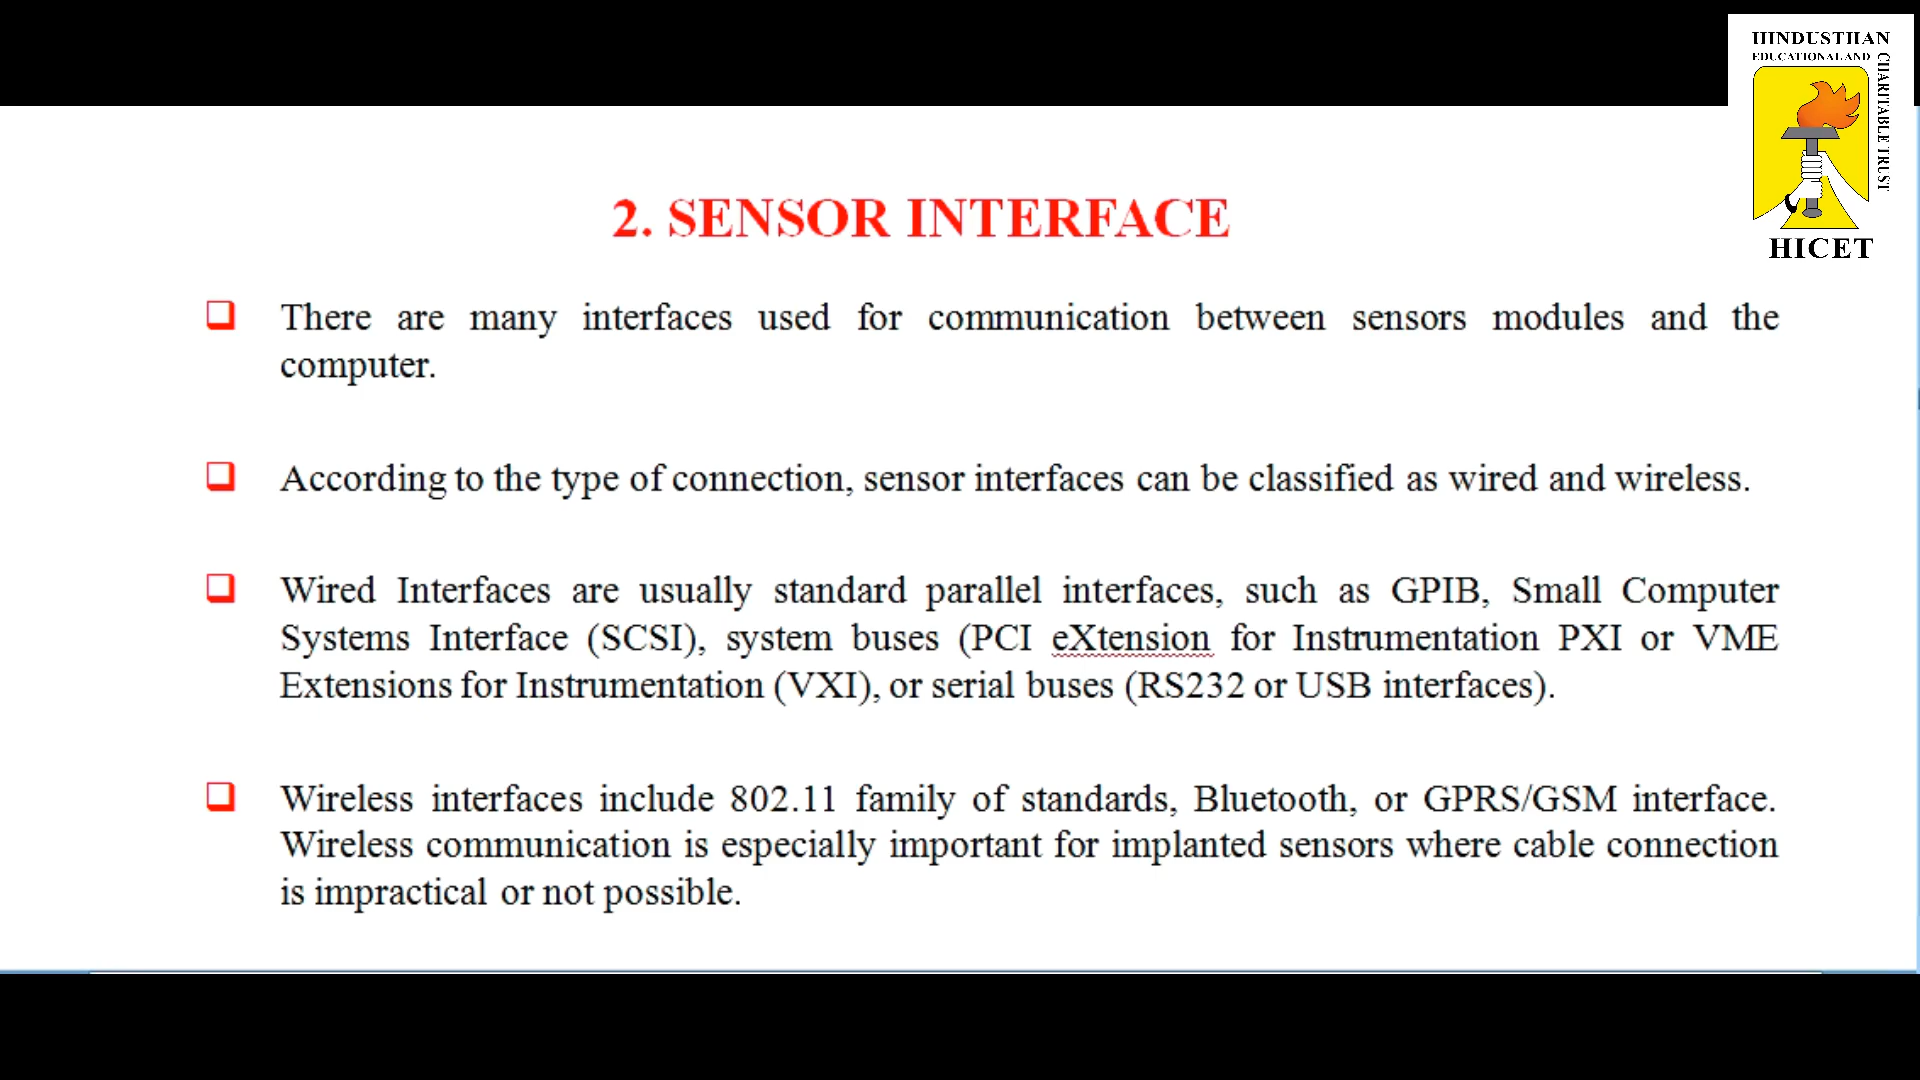 HINDUSTHAN
EDUCATIONAL AND
CHARITABLE TRUST
HICET
2. SENSOR INTERFACE
There are many interfaces used for communication between sensors modules and the
computer.
According to the type of connection, sensor interfaces can be classified as wired and wireless.
Wired Interfaces are usually standard parallel interfaces, such as GPIB, Small Computer
Systems Interface (SCSI), system buses (PCI eXtension for Instrumentation PXI or VME
Extensions for Instrumentation (VXI), or serial buses (RS232 or USB interfaces).
Wireless interfaces include 802.11 family of standards, Bluetooth, or GPRS/GSM interface.
Wireless communication is especially important for implanted sensors where cable connection
is impractical or not possible.